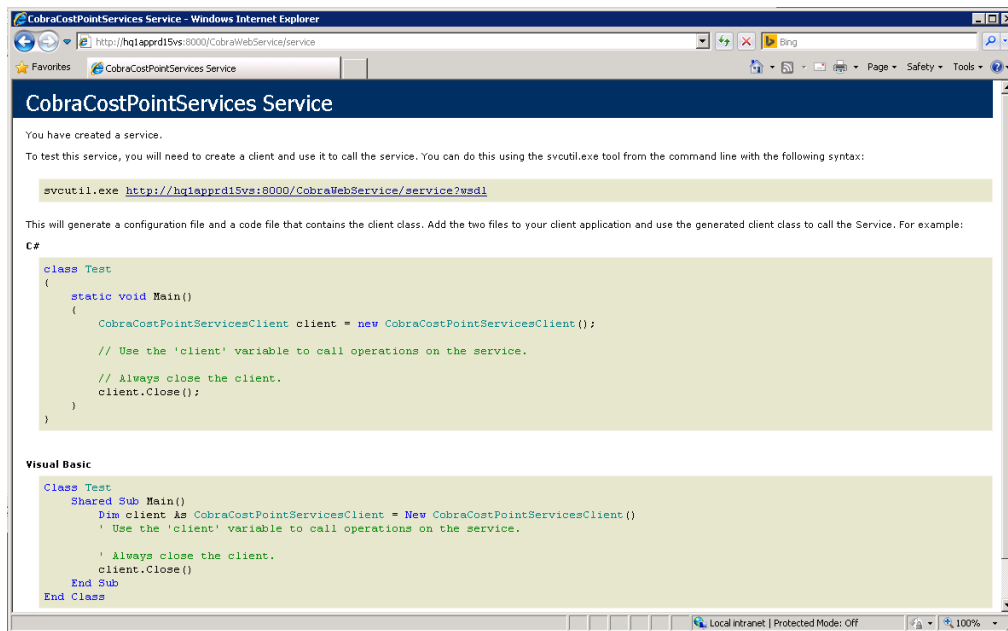 CobraCostPointServices Service - Windows Internet Explorer
http://hq1apprd15vs:8000/CobraWebService/service
Bing
Favorites
CobraCostPointServices Service
Page
Safety
Tools
CobraCostPointServices Service
You have created a service.
To test this service, you will need to create a client and use it to call the service. You can do this using the svcutil.exe tool from the command line with the following syntax:
svcutil.exe http://hq1apprd15vs:8000/CobraWebService/service?wsdl
This will generate a configuration file and a code file that contains the client class. Add the two files to your client application and use the generated client class to call the Service. For example:
C#
class Test
{
static void Main()
{
CobraCostPointServicesClient client = new CobraCostPointServicesClient();
// Use the 'client' variable to call operations on the service.
// Always close the client.
client.Close();
}
}
Visual Basic
Class Test
Shared Sub Main()
Dim client As CobraCostPointServicesClient = New CobraCostPointServicesClient()
' Use the 'client' variable to call operations on the service.
' Always close the client.
client.Close()
End Sub
End Class
Local intranet | Protected Mode: Off
100%